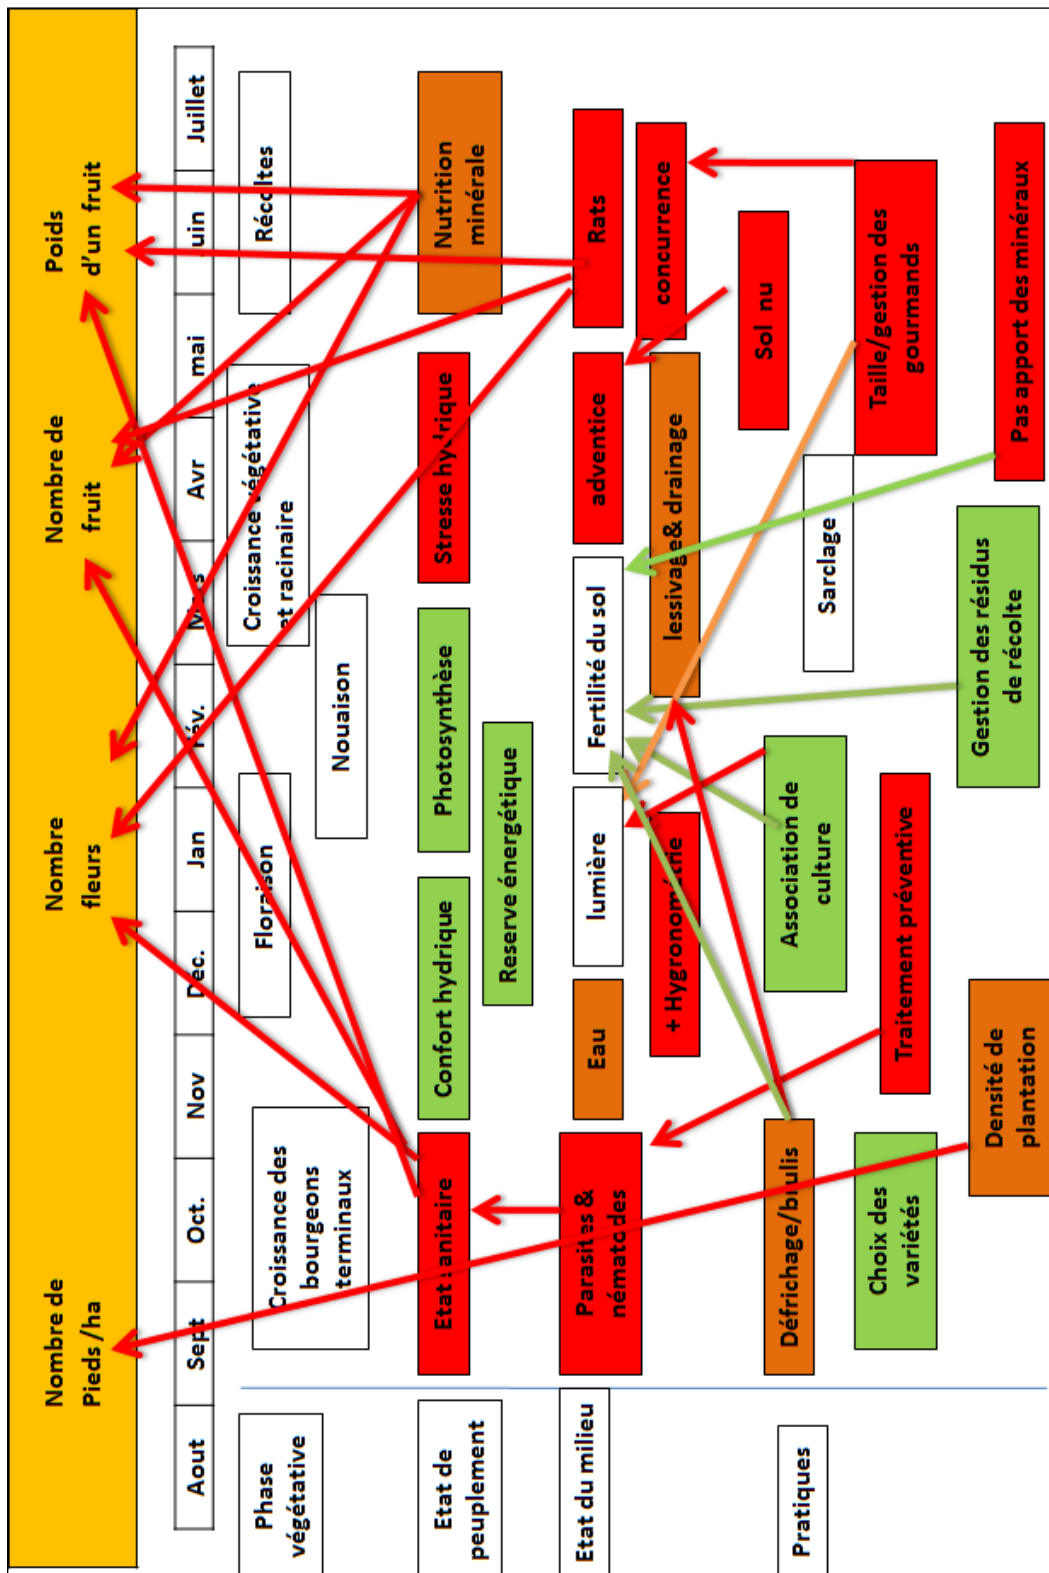 Nombre de
Pieds /ha
Nombre
fleurs
Nombre de
fruit
Poids
d'un fruit
Aout
Sept
Oct.
Nov
Déc.
Jan
Fév.
Mars
Avr
mai
Juin
Juillet
Phase
végétative
Croissance des
bourgeons
terminaux
Floraison
Nouaison
Croissance végétative
et racinaire
Récoltes
Etat de
peuplement
Etat sanitaire
Confort hydrique
Photosynthèse
Stresse hydrique
Nutrition
minérale
Reserve énergétique
Etat du milieu
Parasites &
nématodes
Eau
lumière
Fertilité du sol
adventice
Rats
+ Hygronométrie
lessivage& drainage
concurrence
Sol nu
Pratiques
Défrichage/brulis
Association de
culture
Sarclage
Taille/gestion des
gourmands
Choix des
variétés
Traitement préventive
Densité de
plantation
Gestion des résidus
de récolte
Pas apport des minéraux